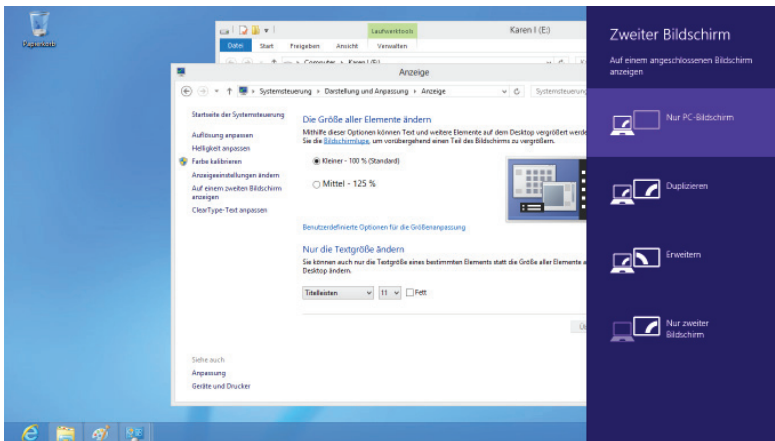 Papierkorb
Laufwerktools
Karen I (E:)
Datei Start Freigeben Ansicht Verwalten
Computer Karen I (E:)
Anzeige
Systemsteuerung Darstellung und Anpassung Anzeige
Startseite der Systemsteuerung
Auflösung anpassen
Helligkeit anpassen
Farbe kalibrieren
Anzeigeeinstellungen ändern
Auf einem zweiten Bildschirm
anzeigen
ClearType-Text anpassen
Siehe auch
Anpassung
Geräte und Drucker
Die Größe aller Elemente ändern
Mithilfe dieser Optionen können Text und weitere Elemente auf dem Desktop vergrößert werde
Sie die Bildschirmlupe, um vorübergehend einen Teil des Bildschirms zu vergrößern.
Kleiner - 100 % (Standard)
Mittel - 125 %
Benutzerdefinierte Optionen für die Größenanpassung
Nur die Textgröße ändern
Sie können auch nur die Textgröße eines bestimmten Elements statt die Größe aller Elemente a
Desktop ändern.
Titelleisten 11 Fett
Zweiter Bildschirm
Auf einem angeschlossenen Bildschirm
anzeigen
Nur PC-Bildschirm
Duplizieren
Erweitern
Nur zweiter
Bildschirm